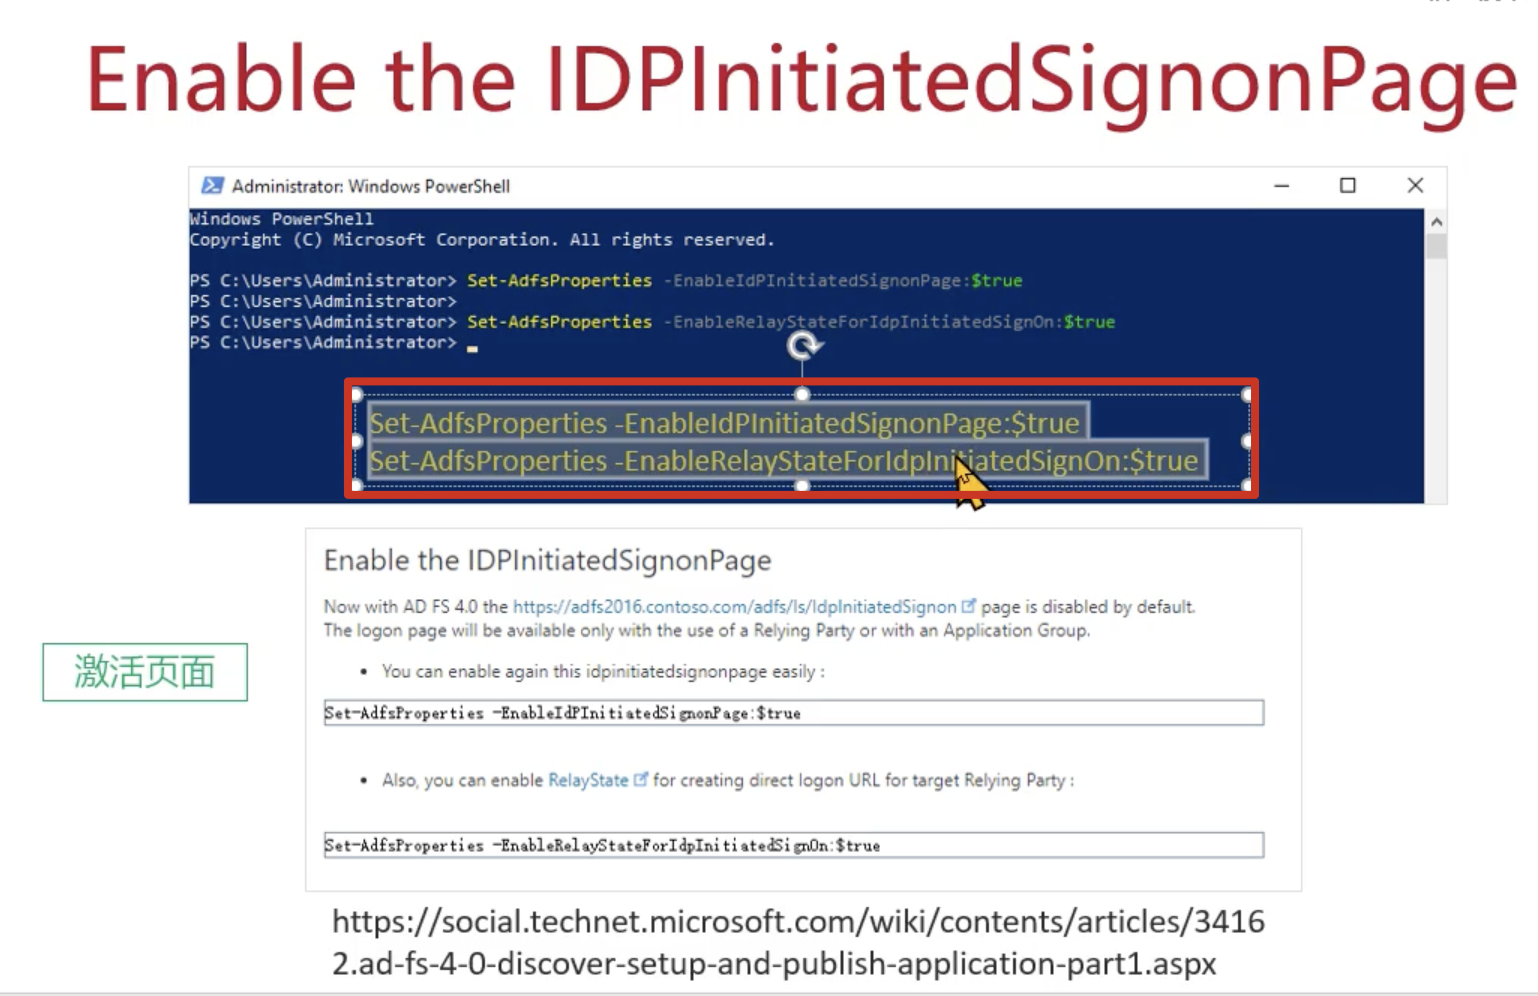 Enable the IDPInitiatedSignonPage
Administrator: Windows PowerShell
Windows PowerShell
Copyright (C) Microsoft Corporation. All rights reserved.
PS C:\Users\Administrator> Set-AdfsProperties -EnableIdPInitiatedSignonPage:$true
PS C:\Users\Administrator>
PS C:\Users\Administrator> Set-AdfsProperties -EnableRelayStateForIdpInitiatedSignOn:$true
PS C:\Users\Administrator>
Set-AdfsProperties -EnableIdPInitiatedSignonPage:$true
Set-AdfsProperties -EnableRelayStateForIdpInitiatedSignOn:$true
Enable the IDPInitiatedSignonPage
Now with AD FS 4.0 the https://adfs2016.contoso.com/adfs/ls/IdpInitiatedSignon page is disabled by default.
The logon page will be available only with the use of a Relying Party or with an Application Group.
• You can enable again this idpinitiatedsignonpage easily :
激活页面
Set-AdfsProperties -EnableIdPInitiatedSignonPage:$true
• Also, you can enable RelayState for creating direct logon URL for target Relying Party :
Set-AdfsProperties -EnableRelayStateForIdpInitiatedSignOn:$true
https://social.technet.microsoft.com/wiki/contents/articles/3416
2.ad-fs-4-0-discover-setup-and-publish-application-part1.aspx